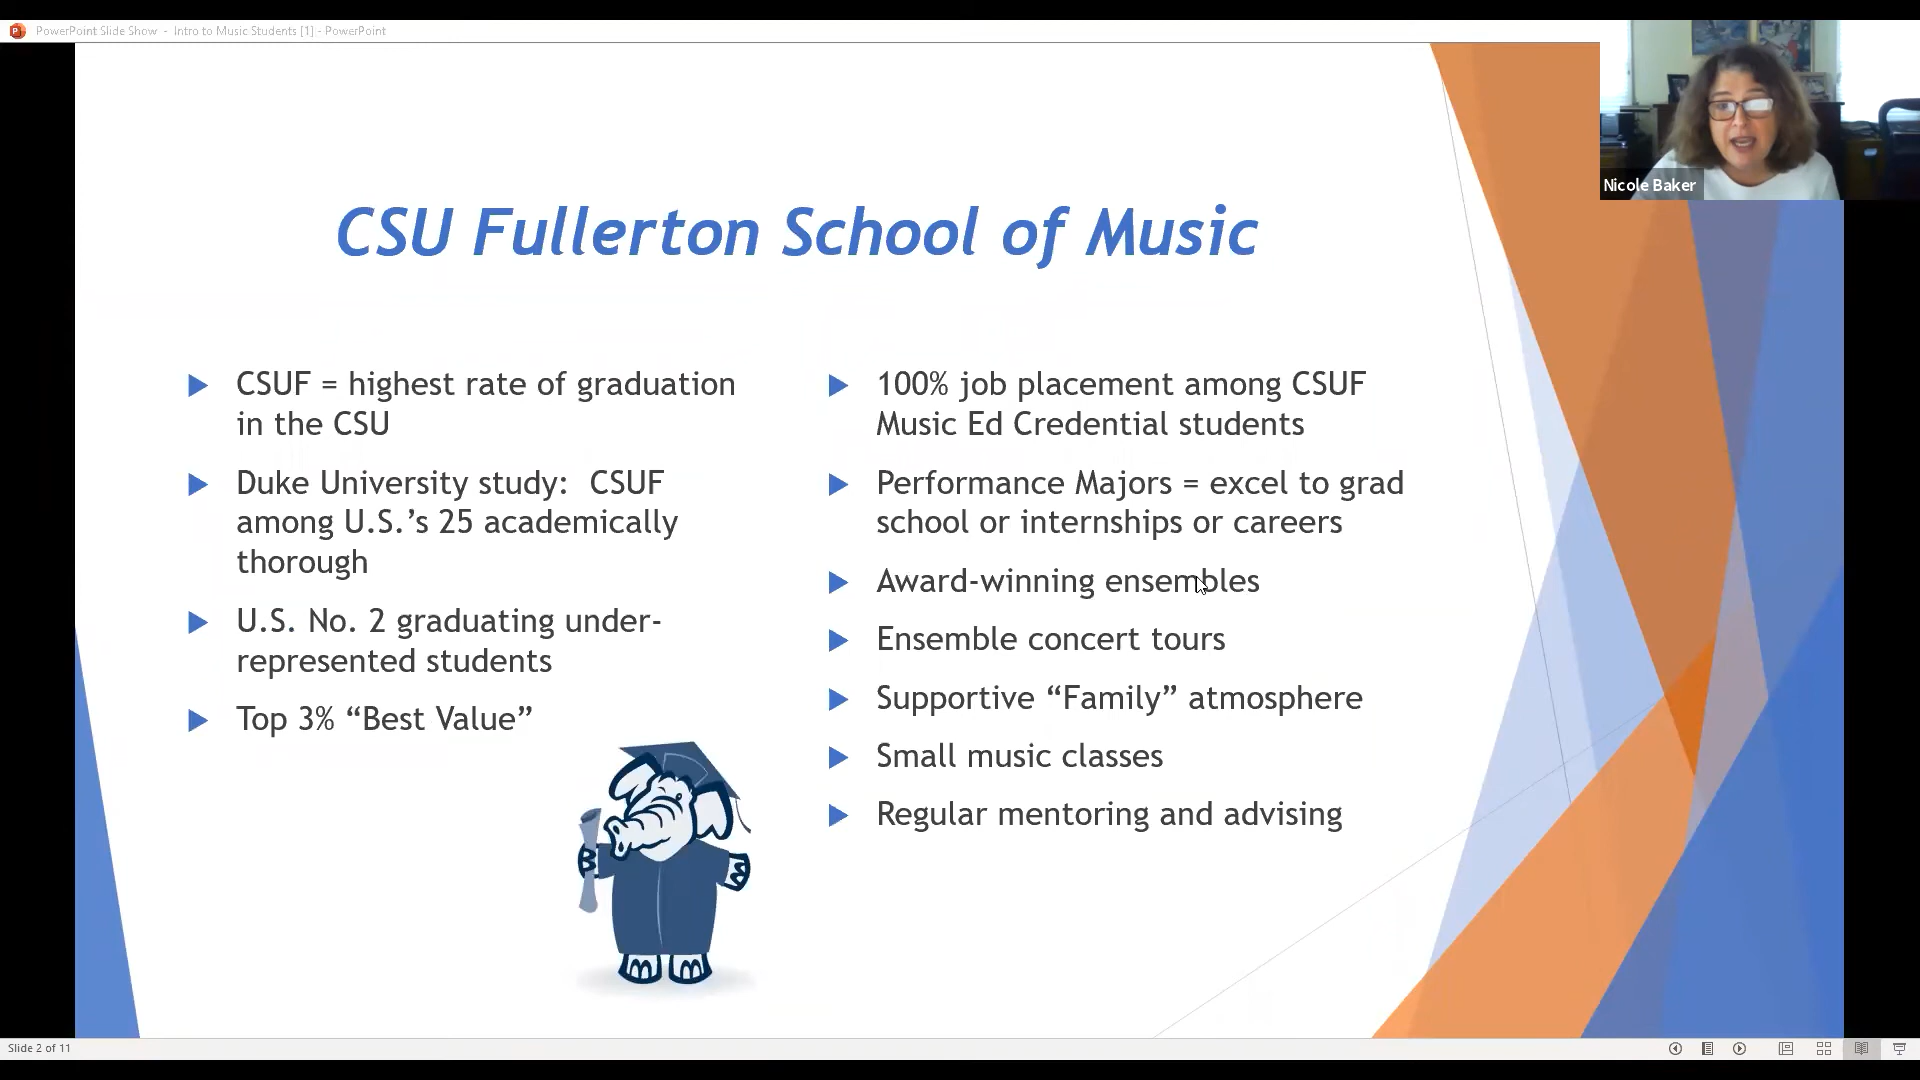 PowerPoint Slide Show - Intro to Music Students [1] - PowerPoint
Nicole Baker
CSU Fullerton School of Music
CSUF = highest rate of graduation
in the CSU
Duke University study:  CSUF
among U.S.’s 25 academically
thorough
U.S. No. 2 graduating under-
represented students
Top 3% “Best Value”
100% job placement among CSUF
Music Ed Credential students
Performance Majors = excel to grad
school or internships or careers
Award-winning ensembles
Ensemble concert tours
Supportive “Family” atmosphere
Small music classes
Regular mentoring and advising
Slide 2 of 11